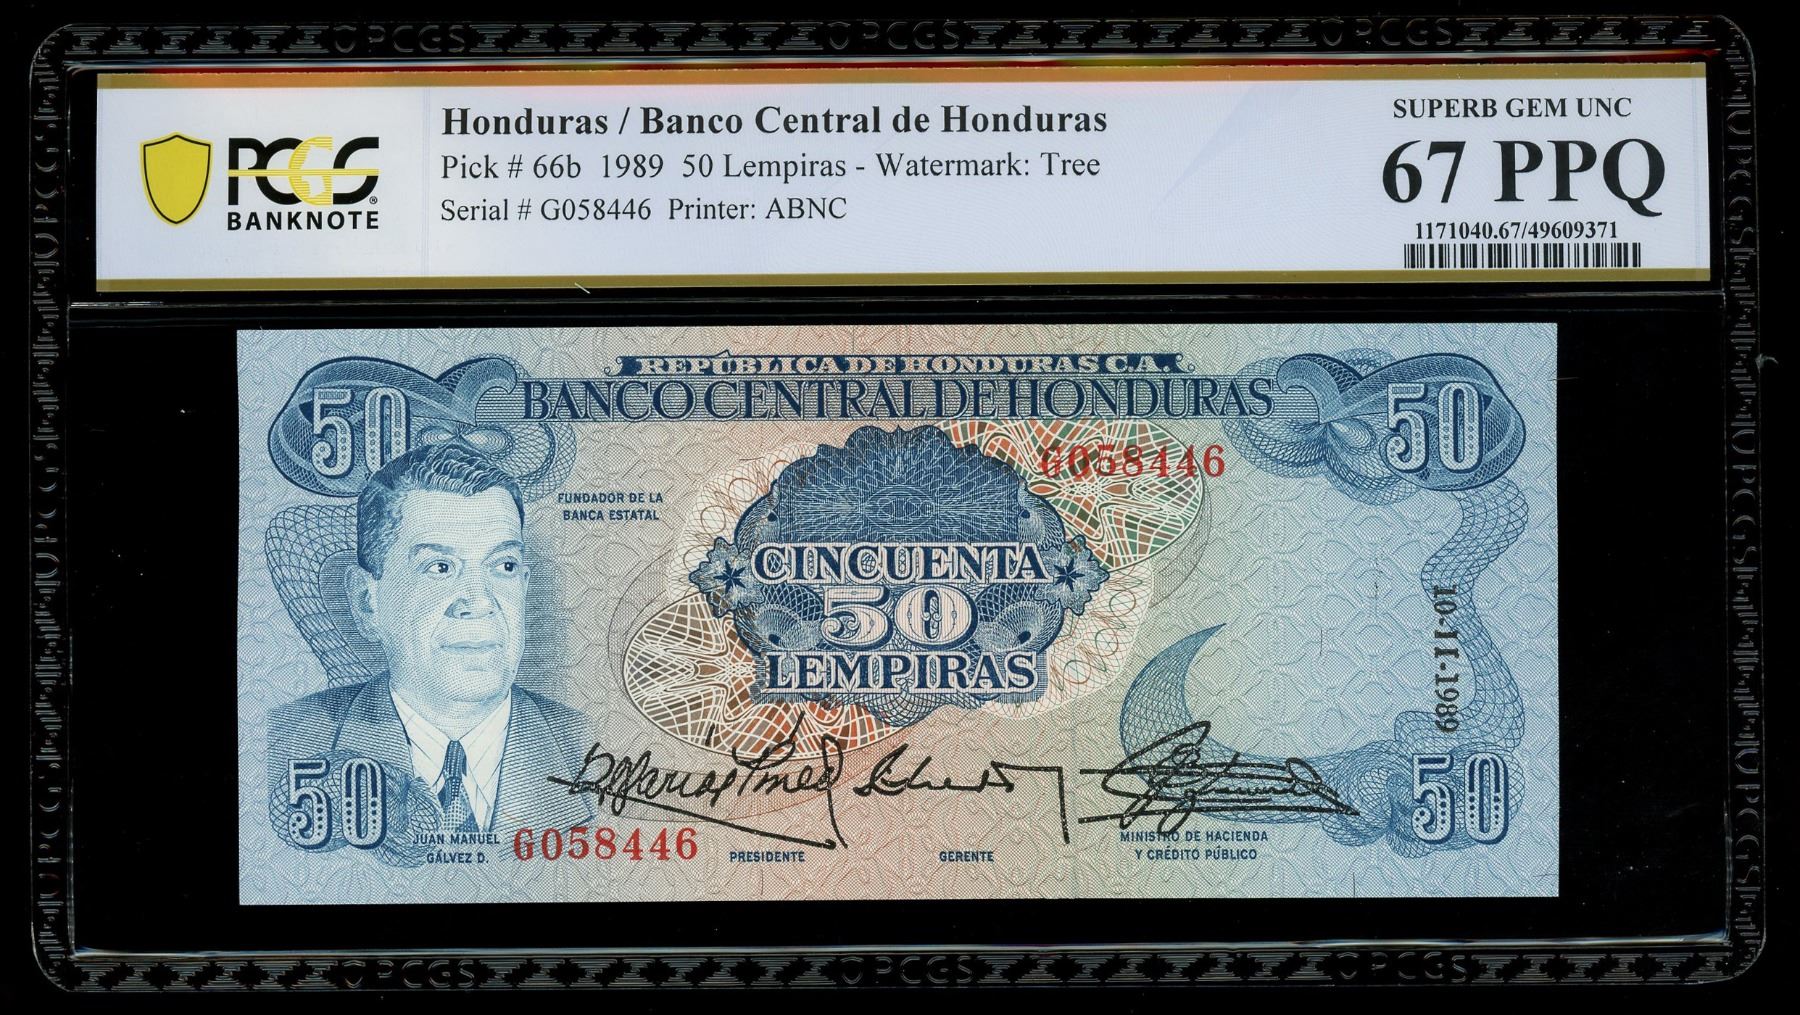 Honduras / Banco Central de Honduras
Pick # 66b 1989 50 Lempiras - Watermark: Tree
Serial # G058446 Printer: ABNC
PCGS
BANKNOTE
SUPERB GEM UNC
67 PPQ
1171040.67/49609371
REPÚBLICA DE HONDURAS C.A.
BANCO CENTRAL DE HONDURAS
50
50
G058446
FUNDADOR DE LA
BANCA ESTATAL
CINCUENTA
50
LEMPIRAS
10-II-1989
50
50
JUAN MANUEL
GÁLVEZ D.
G058446
PRESIDENTE
GERENTE
MINISTRO DE HACIENDA
Y CRÉDITO PÚBLICO